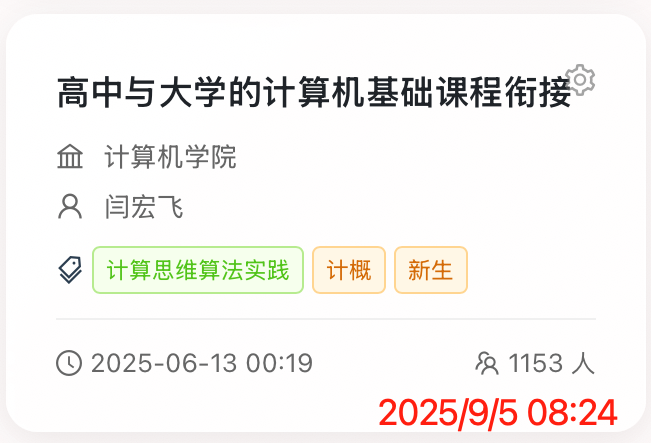 高中与大学的计算机基础课程衔接
计算机学院
闫宏飞
计算思维算法实践 计概 新生
2025-06-13 00:19 1153 人
2025/9/5 08:24